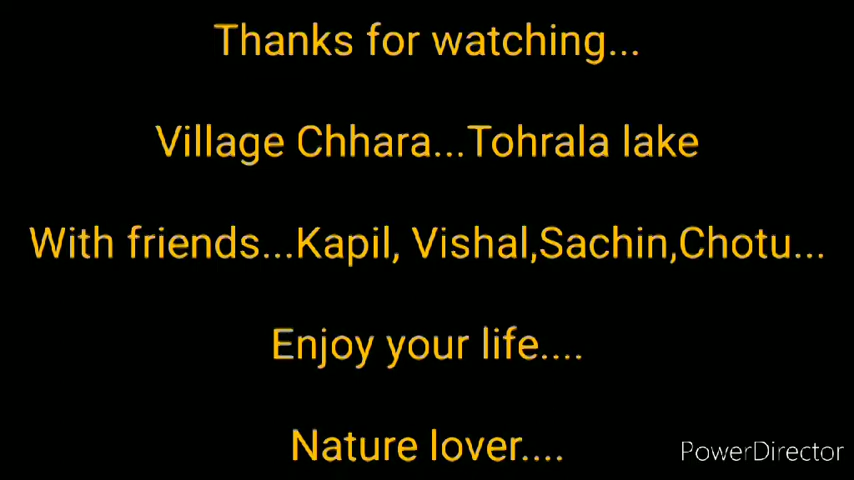 Thanks for watching...
Village Chhara...Tohrala lake
With friends...Kapil, Vishal,Sachin,Chotu...
Enjoy your life....
Nature lover....
PowerDirector